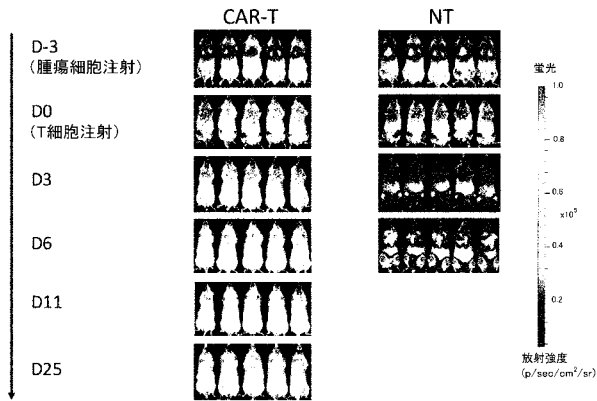 CAR-T
NT
D-3
(腫瘍細胞注射)
D0
(T細胞注射)
D3
D6
D11
D25
蛍光
1.0
0.8
0.6
x10⁵
0.4
0.2
放射強度
(p/sec/cm²/sr)